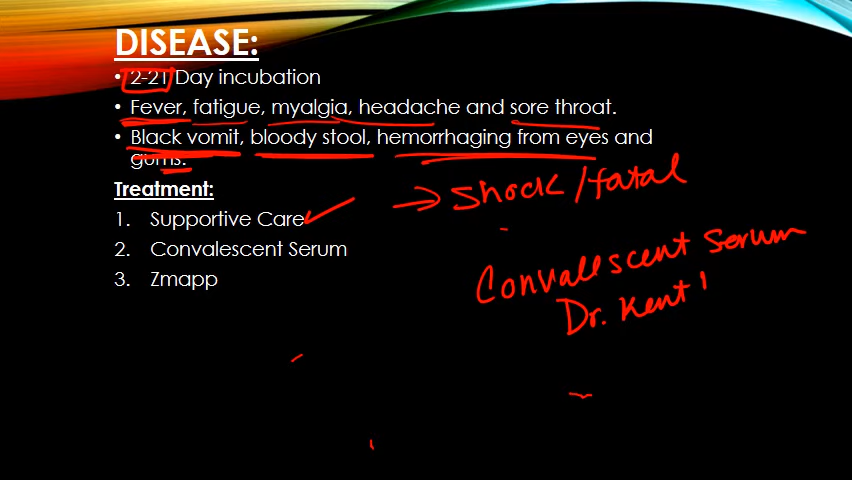 DISEASE:
• 2-21 Day incubation
• Fever, fatigue, myalgia, headache and sore throat.
• Black vomit, bloody stool, hemorrhaging from eyes and
gums.
Treatment:
→ Shock/fatal
1. Supportive Care
2. Convalescent Serum
3. Zmapp
Convalescent Serum
Dr. Kent